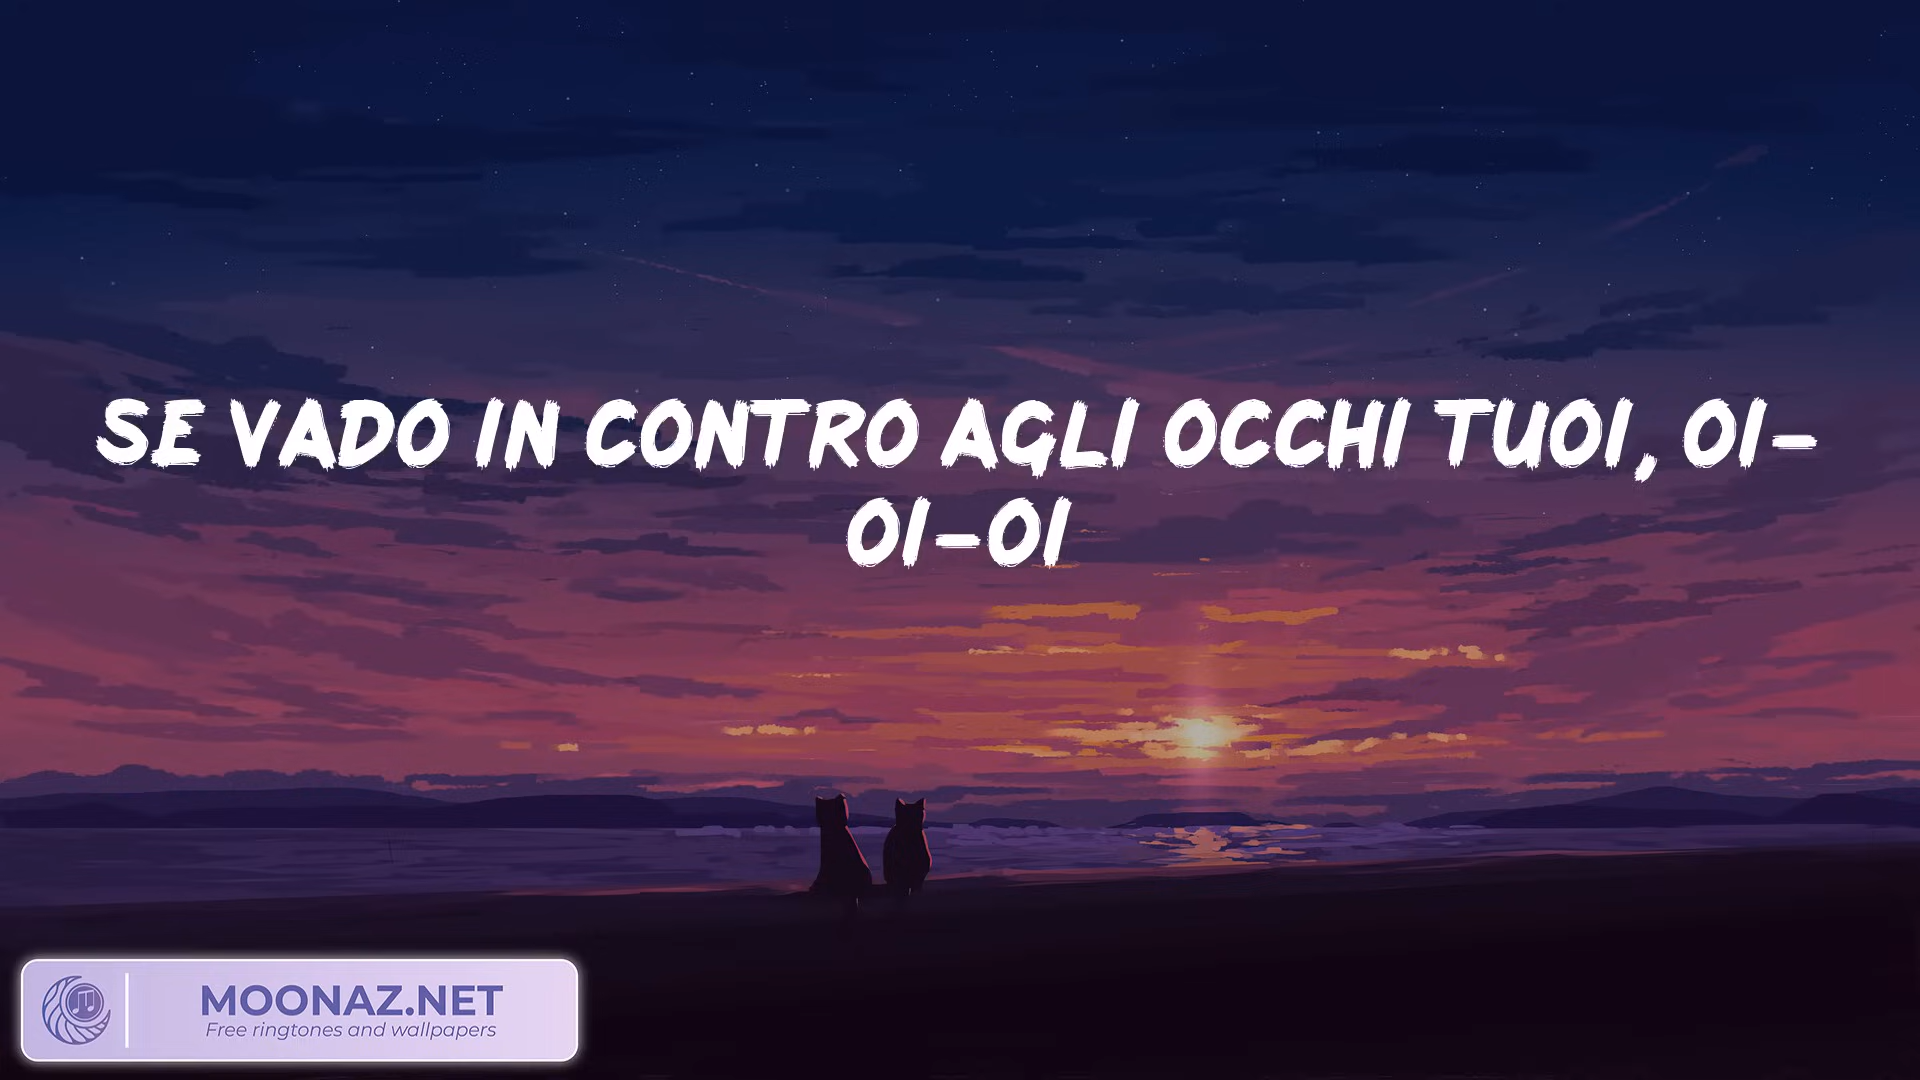 SE VADO IN CONTRO AGLI OCCHI TUOI, OI-
OI-OI
MOONAZ.NET
Free ringtones and wallpapers